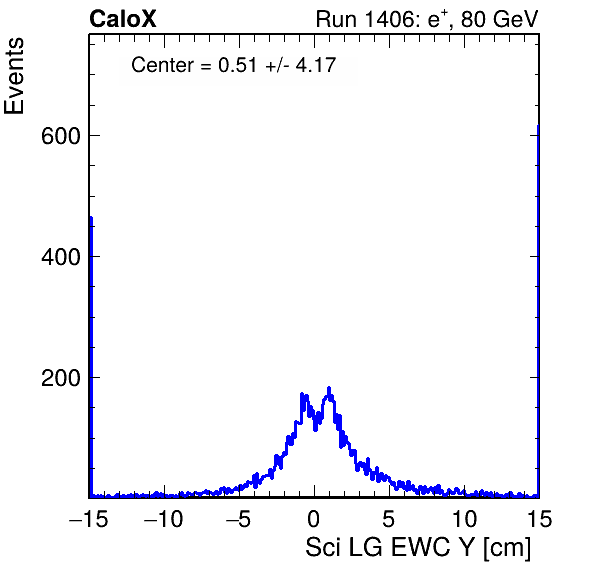 CaloX Run 1406: e⁺, 80 GeV
Center = 0.51 +/- 4.17
Events
600
400
200
−15 −10 −5 0 5 10 15
Sci LG EWC Y [cm]